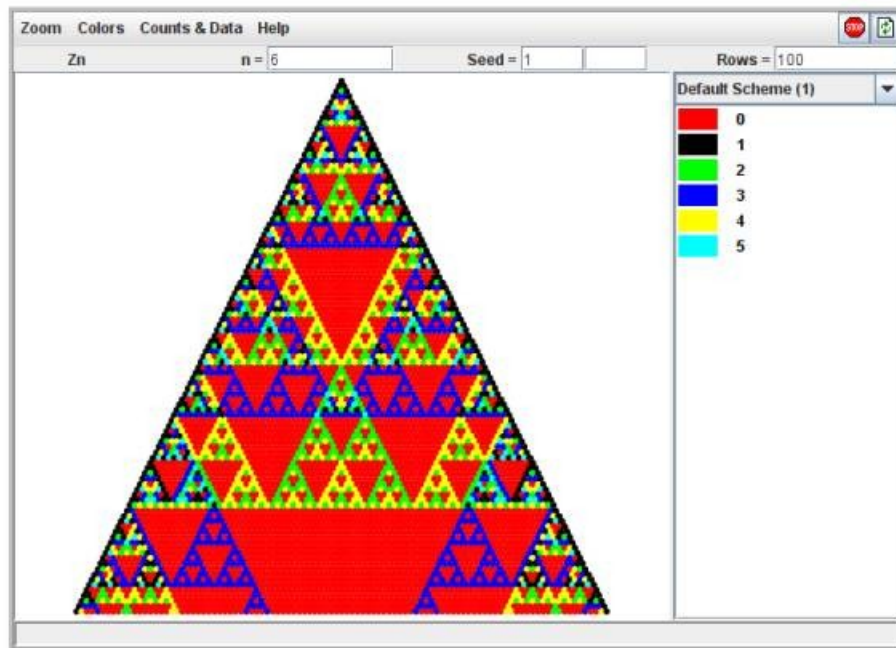 Zoom Colors Counts & Data Help
STOP
Zn n = 6 Seed = 1 Rows = 100
Default Scheme (1)
0
1
2
3
4
5